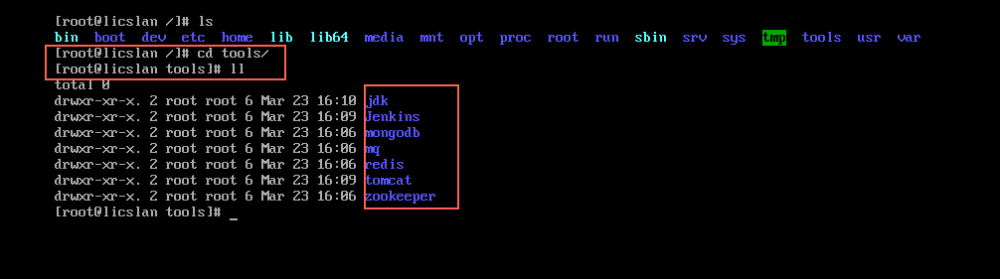 [root@licslan /]# ls
bin boot dev etc home lib lib64 media mnt opt proc root run sbin srv sys tmp tools usr var
[root@licslan /]# cd tools/
[root@licslan tools]# ll
total 0
drwxr-xr-x. 2 root root 6 Mar 23 16:10 jdk
drwxr-xr-x. 2 root root 6 Mar 23 16:09 Jenkins
drwxr-xr-x. 2 root root 6 Mar 23 16:06 mongodb
drwxr-xr-x. 2 root root 6 Mar 23 16:06 mq
drwxr-xr-x. 2 root root 6 Mar 23 16:06 redis
drwxr-xr-x. 2 root root 6 Mar 23 16:09 tomcat
drwxr-xr-x. 2 root root 6 Mar 23 16:06 zookeeper
[root@licslan tools]# _